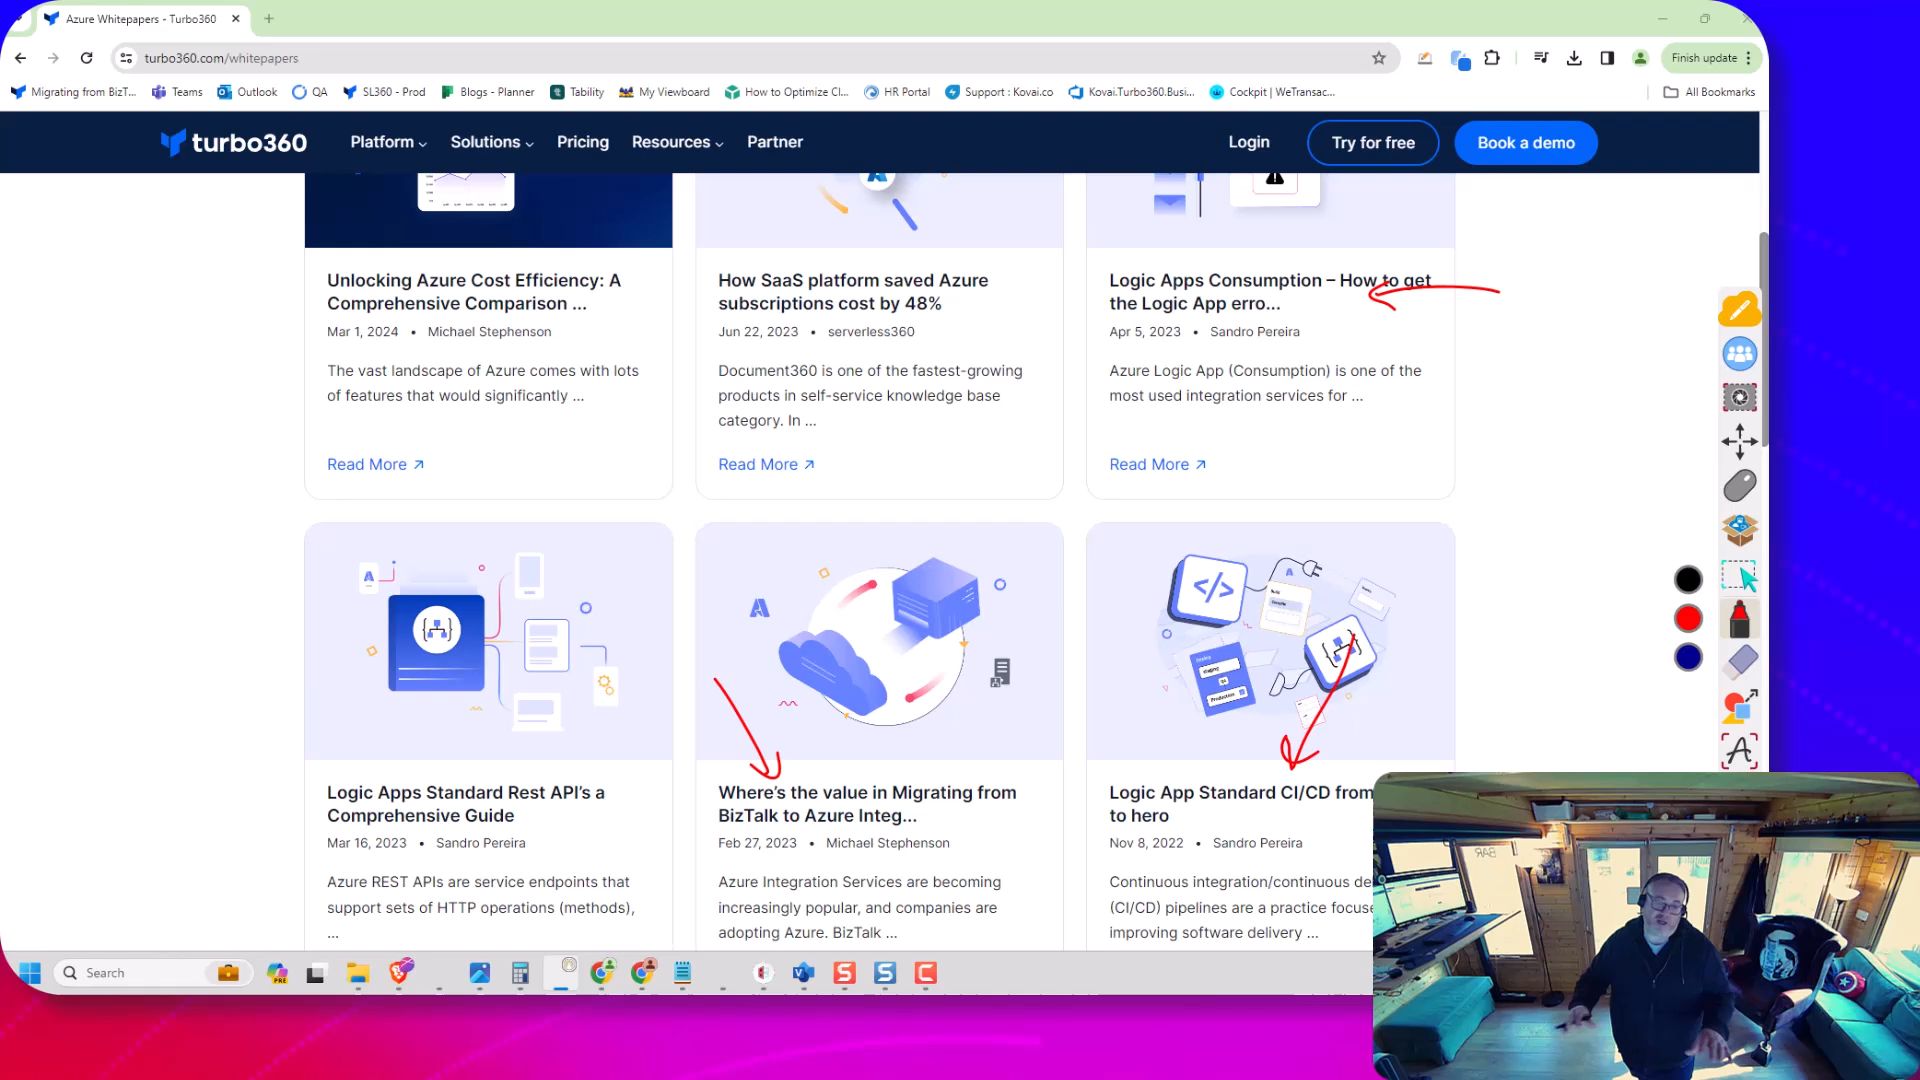 Azure Whitepapers - Turbo360
turbo360.com/whitepapers
Finish update
Migrating from BizT...
Teams
Outlook
QA
SL360 - Prod
Blogs - Planner
Tability
My Viewboard
How to Optimize Cl...
HR Portal
Support : Kovai.co
Kovai.Turbo360.Busi...
Cockpit | WeTransac...
All Bookmarks
turbo360
Platform
Solutions
Pricing
Resources
Partner
Login
Try for free
Book a demo
Unlocking Azure Cost Efficiency: A
Comprehensive Comparison ...
Mar 1, 2024 • Michael Stephenson
The vast landscape of Azure comes with lots
of features that would significantly ...
Read More
How SaaS platform saved Azure
subscriptions cost by 48%
Jun 22, 2023 • serverless360
Document360 is one of the fastest-growing
products in self-service knowledge base
category. In ...
Read More
Logic Apps Consumption – How to get
the Logic App erro...
Apr 5, 2023 • Sandro Pereira
Azure Logic App (Consumption) is one of the
most used integration services for ...
Read More
Logic Apps Standard Rest API's a
Comprehensive Guide
Mar 16, 2023 • Sandro Pereira
Azure REST APIs are service endpoints that
support sets of HTTP operations (methods),
...
Where's the value in Migrating from
BizTalk to Azure Integ...
Feb 27, 2023 • Michael Stephenson
Azure Integration Services are becoming
increasingly popular, and companies are
adopting Azure. BizTalk ...
Logic App Standard CI/CD from
to hero
Nov 8, 2022 • Sandro Pereira
Continuous integration/continuous de
(CI/CD) pipelines are a practice focuse
improving software delivery ...
Search